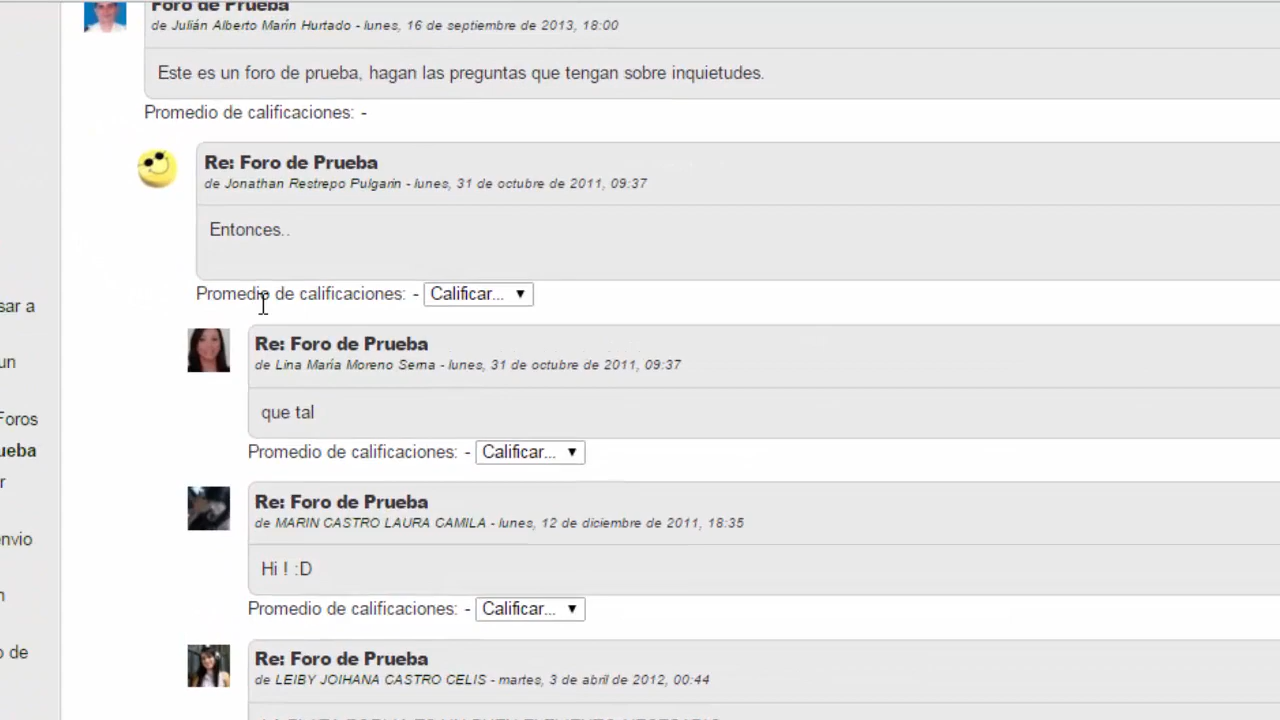 Foro de Prueba
de Julián Alberto Marín Hurtado - lunes, 16 de septiembre de 2013, 18:00
Este es un foro de prueba, hagan las preguntas que tengan sobre inquietudes.
Promedio de calificaciones: -
Re: Foro de Prueba
de Jonathan Restrepo Pulgarin - lunes, 31 de octubre de 2011, 09:37
Entonces..
Promedio de calificaciones: - Calificar...
sar a
Re: Foro de Prueba
de Lina María Moreno Serna - lunes, 31 de octubre de 2011, 09:37
un
que tal
Foros
ueba
Promedio de calificaciones: - Calificar...
r
Re: Foro de Prueba
de MARIN CASTRO LAURA CAMILA - lunes, 12 de diciembre de 2011, 18:35
envio
Hi ! :D
n
Promedio de calificaciones: - Calificar...
o de
Re: Foro de Prueba
de LEIBY JOIHANA CASTRO CELIS - martes, 3 de abril de 2012, 00:44